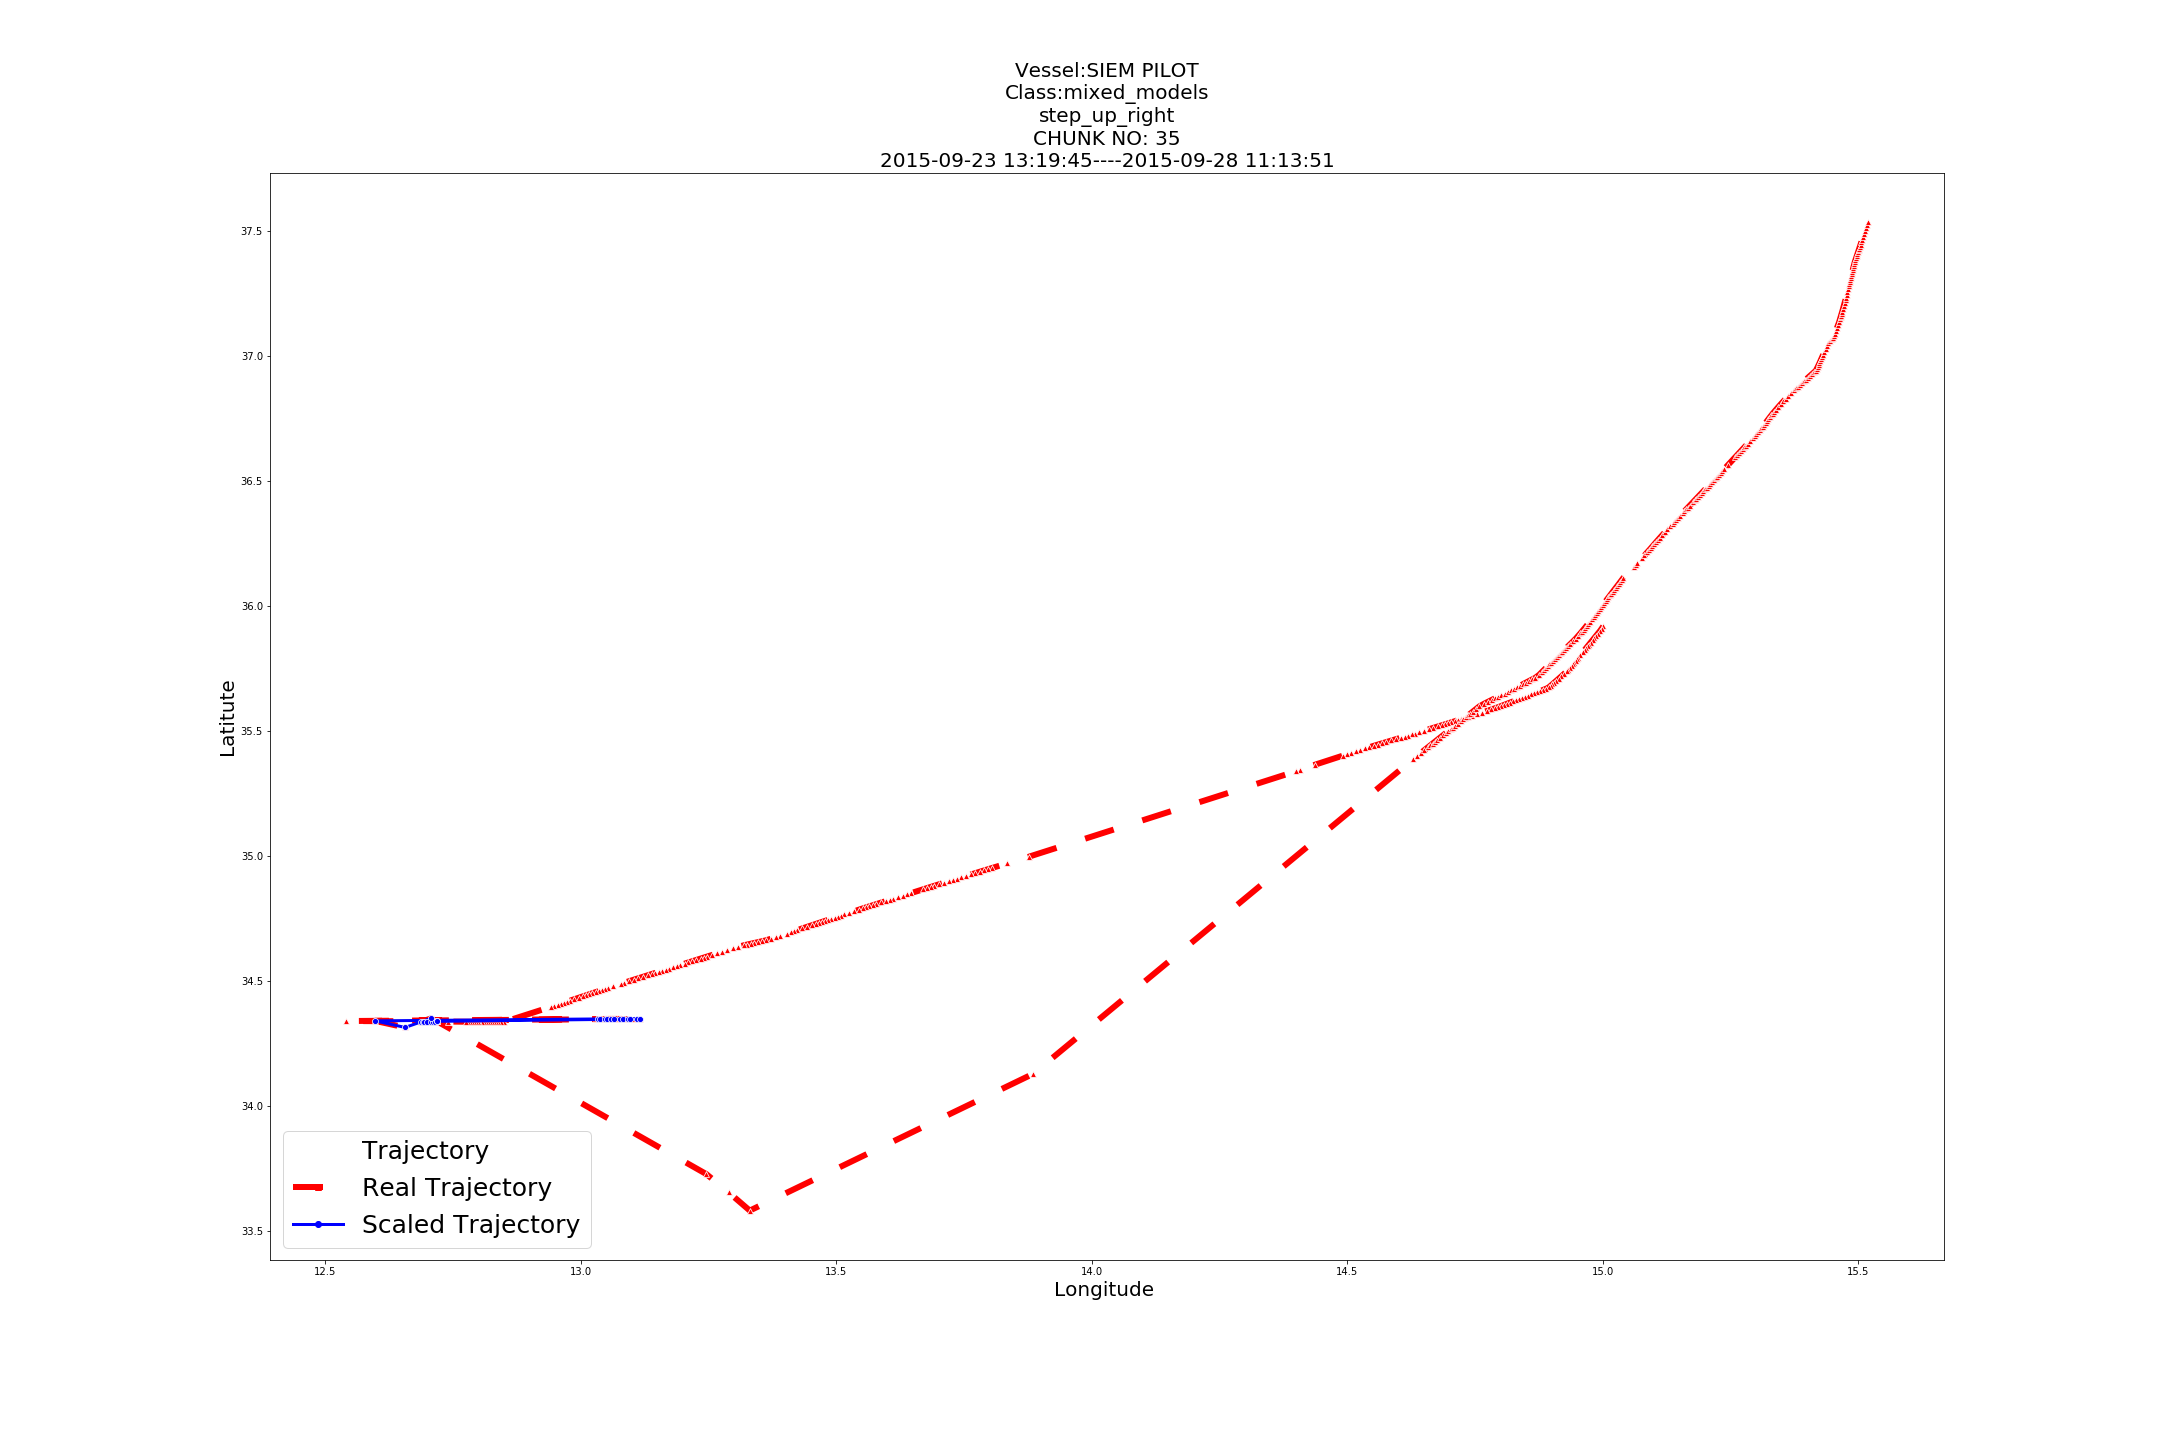 Vessel:SIEM PILOT
Class:mixed_models
step_up_right
CHUNK NO: 35
2015-09-23 13:19:45----2015-09-28 11:13:51
Latitute
37.5
37.0
36.5
36.0
35.5
35.0
34.5
34.0
33.5
Trajectory
Real Trajectory
Scaled Trajectory
12.5 13.0 13.5 14.0 14.5 15.0 15.5
Longitude